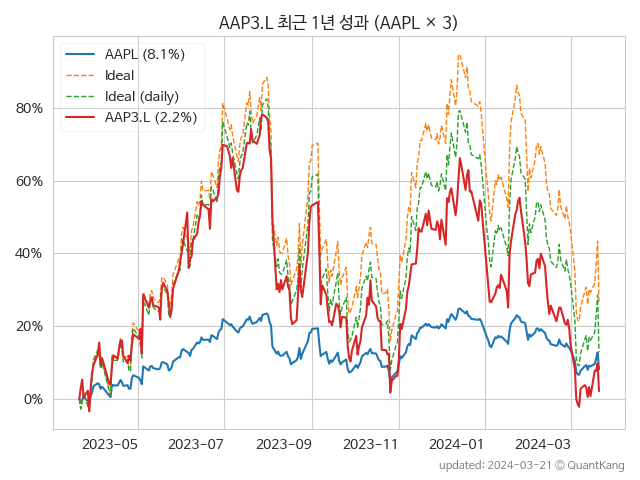 AAP3.L 최근 1년 성과 (AAPL × 3)
AAPL (8.1%)
Ideal
Ideal (daily)
AAP3.L (2.2%)
80%
60%
40%
20%
0%
2023-05 2023-07 2023-09 2023-11 2024-01 2024-03
updated: 2024-03-21 © QuantKang